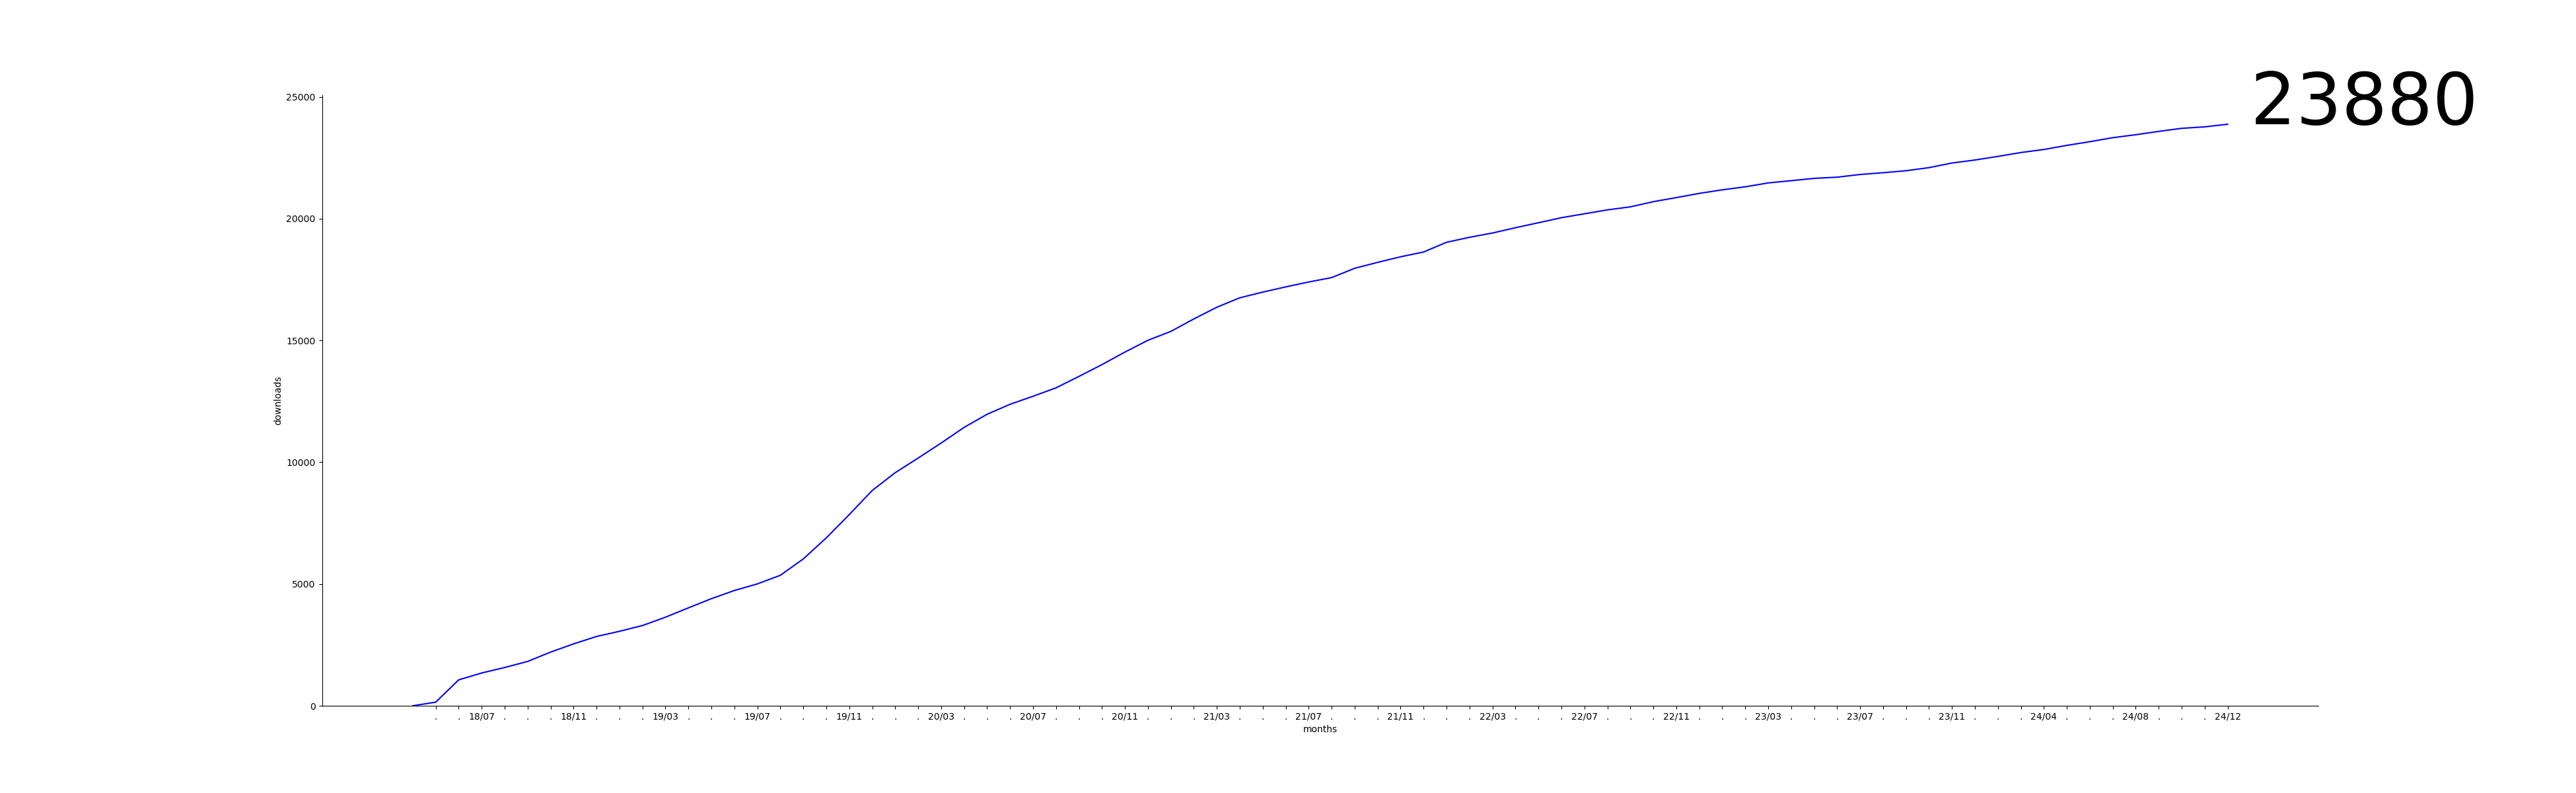 23880
25000
20000
15000
10000
5000
0
downloads
. . 18/07 . . . 18/11 . . . 19/03 . . . 19/07 . . . 19/11 . . . 20/03 . . . 20/07 . . . 20/11 . . . 21/03 . . . 21/07 . . . 21/11 . . . 22/03 . . . 22/07 . . . 22/11 . . . 23/03 . . . 23/07 . . . 23/11 . . . 24/04 . . . 24/08 . . . 24/12
months